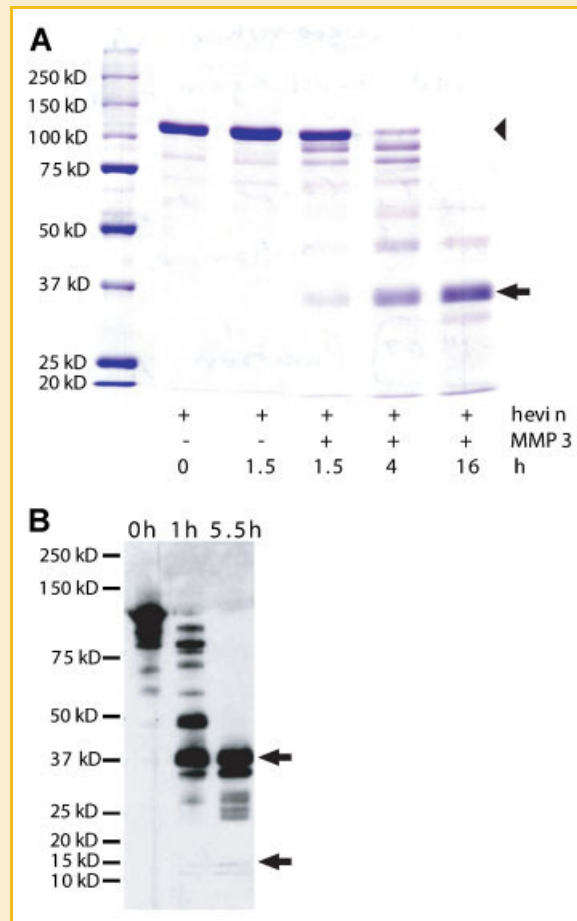 A
250 kD
150 kD
100 kD
75 kD
50 kD
37 kD
25 kD
20 kD
+ + + + + hevin
- - + + + MMP 3
0 1.5 1.5 4 16 h
B
0h 1h 5.5h
250 kD
150 kD
75 kD
50 kD
37 kD
25 kD
20 kD
15 kD
10 kD